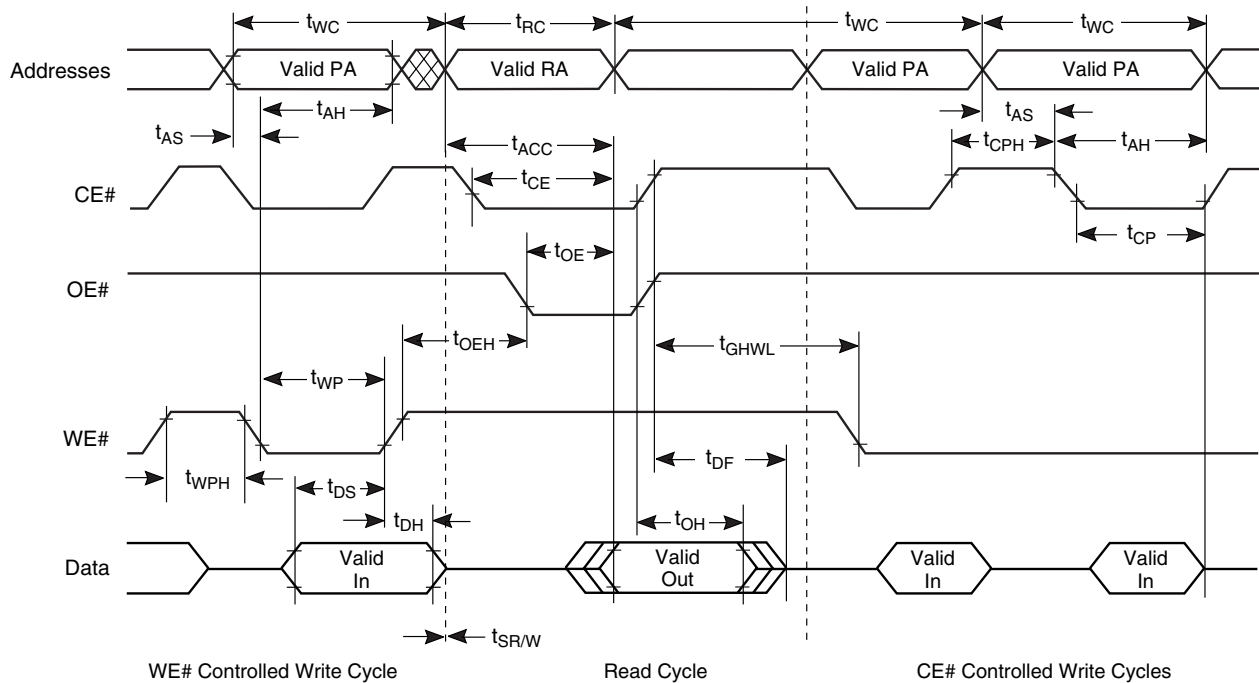 tWC tRC tWC tWC
Addresses Valid PA Valid RA Valid PA Valid PA
tAH tAS
tAS tACC tCPH tAH
CE# tCE
tOE tCP
OE#
tOEH tGHWL
tWP
WE#
tWPH tDS tDF
tDH tOH
Data Valid In Valid Out Valid In Valid In
tSR/W
WE# Controlled Write Cycle Read Cycle CE# Controlled Write Cycles